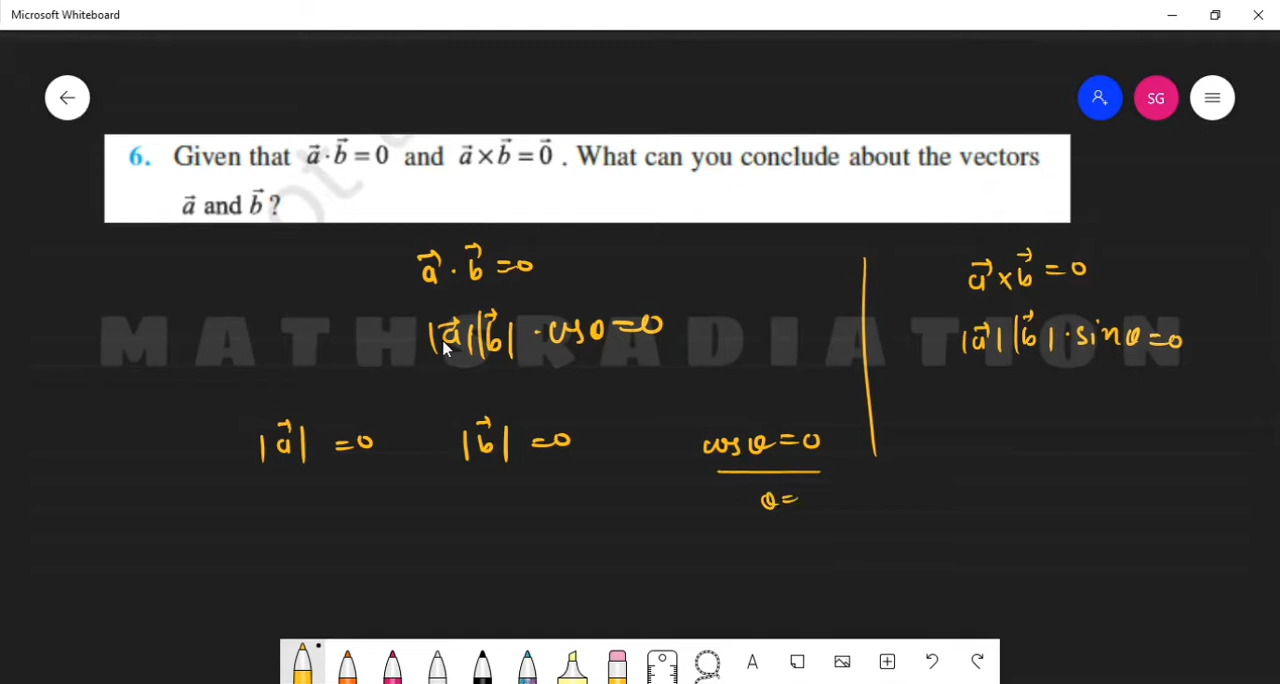 Microsoft Whiteboard
SG
6. Given that a⃗ · b⃗ = 0 and a⃗ × b⃗ = 0⃗ . What can you conclude about the vectors
a⃗ and b⃗ ?
a⃗ · b⃗ = 0
|a⃗||b⃗| · cosθ = 0
|a⃗| = 0 |b⃗| = 0 cosθ = 0
θ =
a⃗ × b⃗ = 0
|a⃗||b⃗| · sinθ = 0
MATHS RADIATION
A